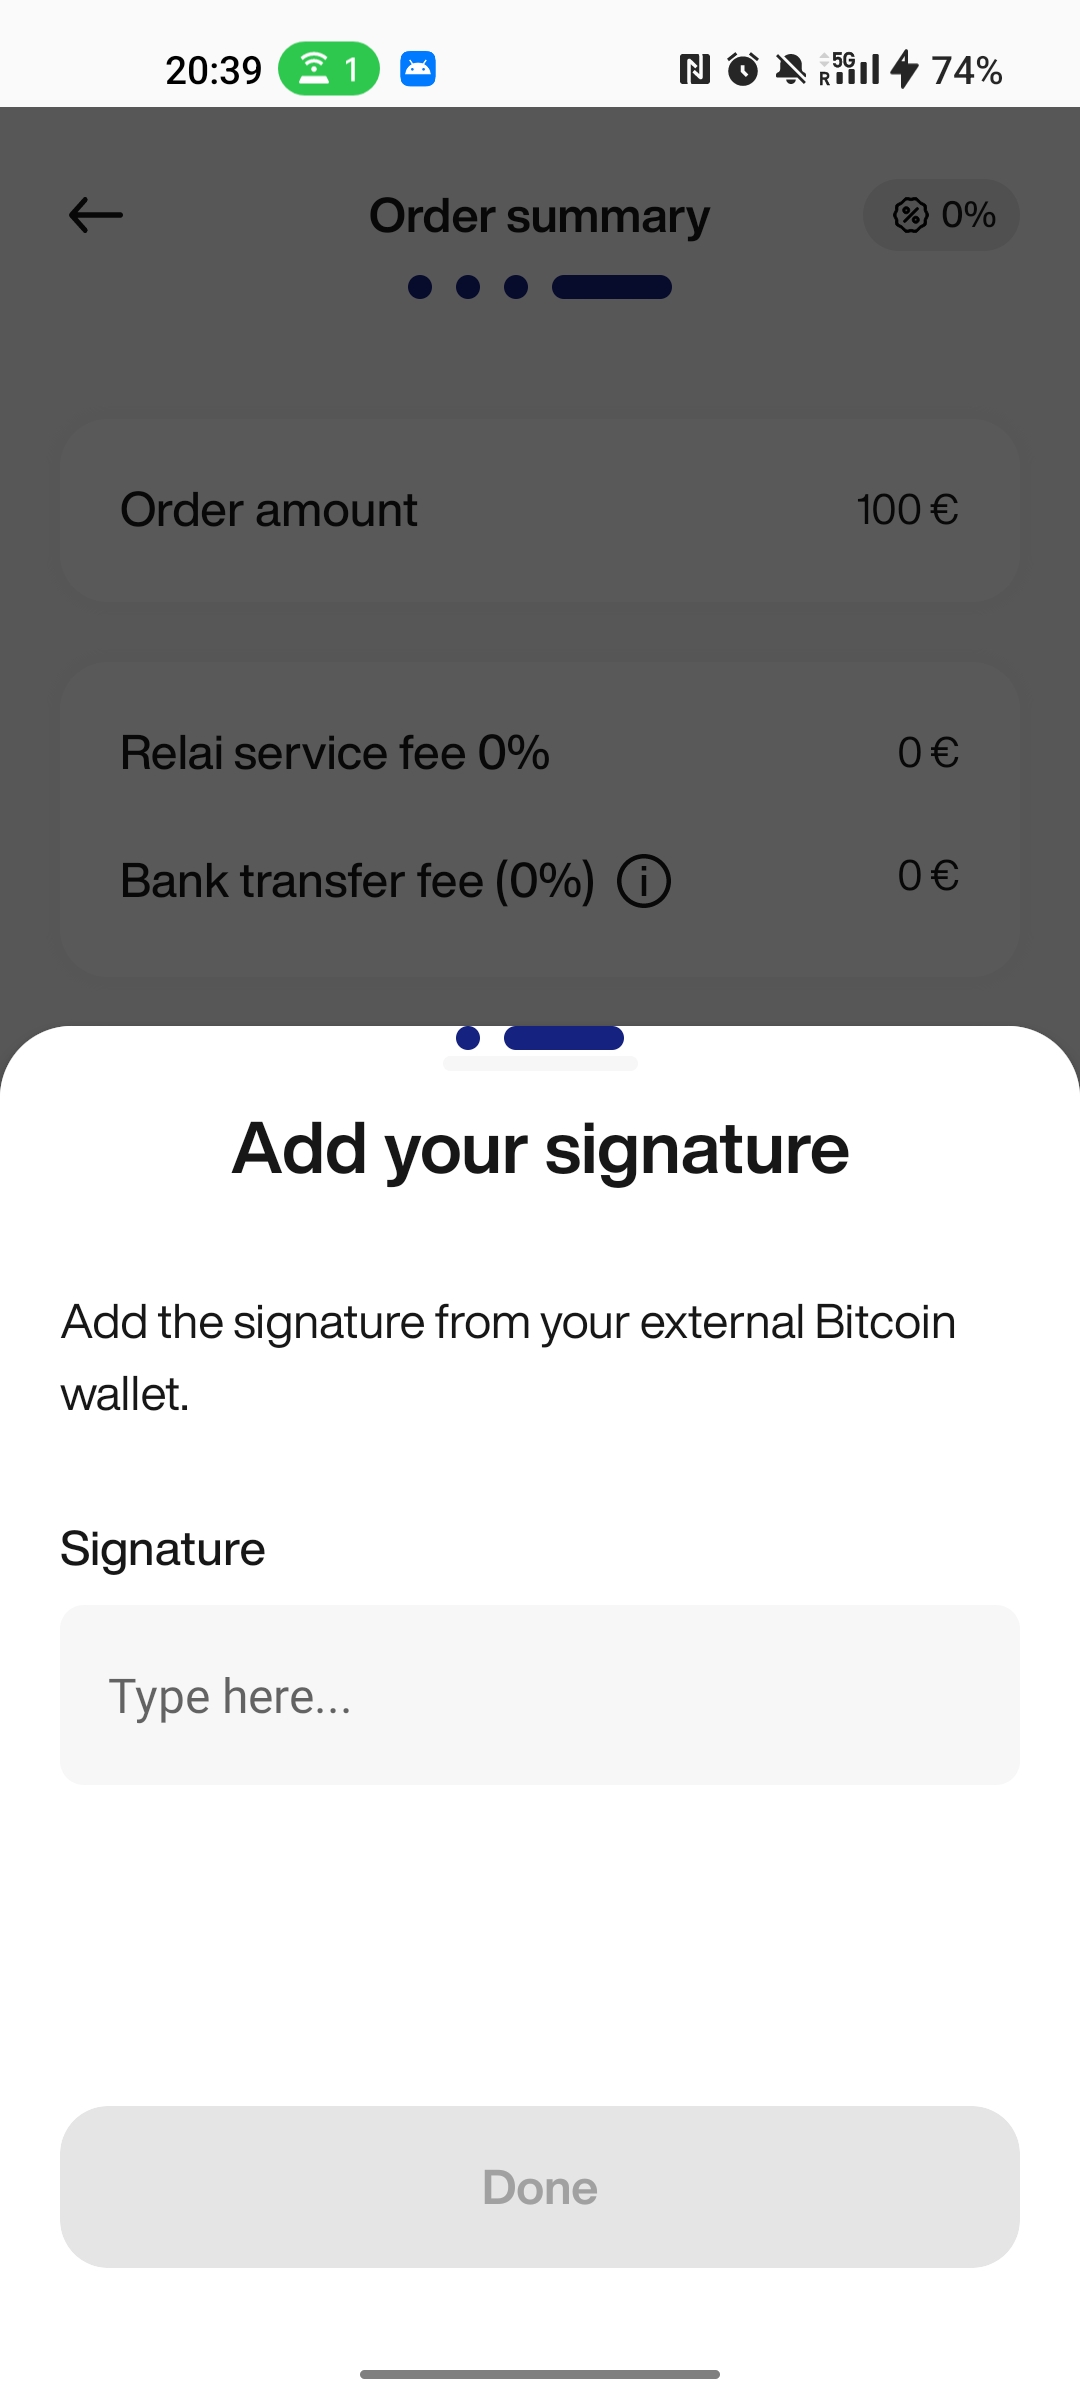 20:39 1 5G R 74%
Order summary 0%
Order amount 100 €
Relai service fee 0% 0 €
Bank transfer fee (0%) i 0 €
Add your signature
Add the signature from your external Bitcoin
wallet.
Signature
Type here...
Done